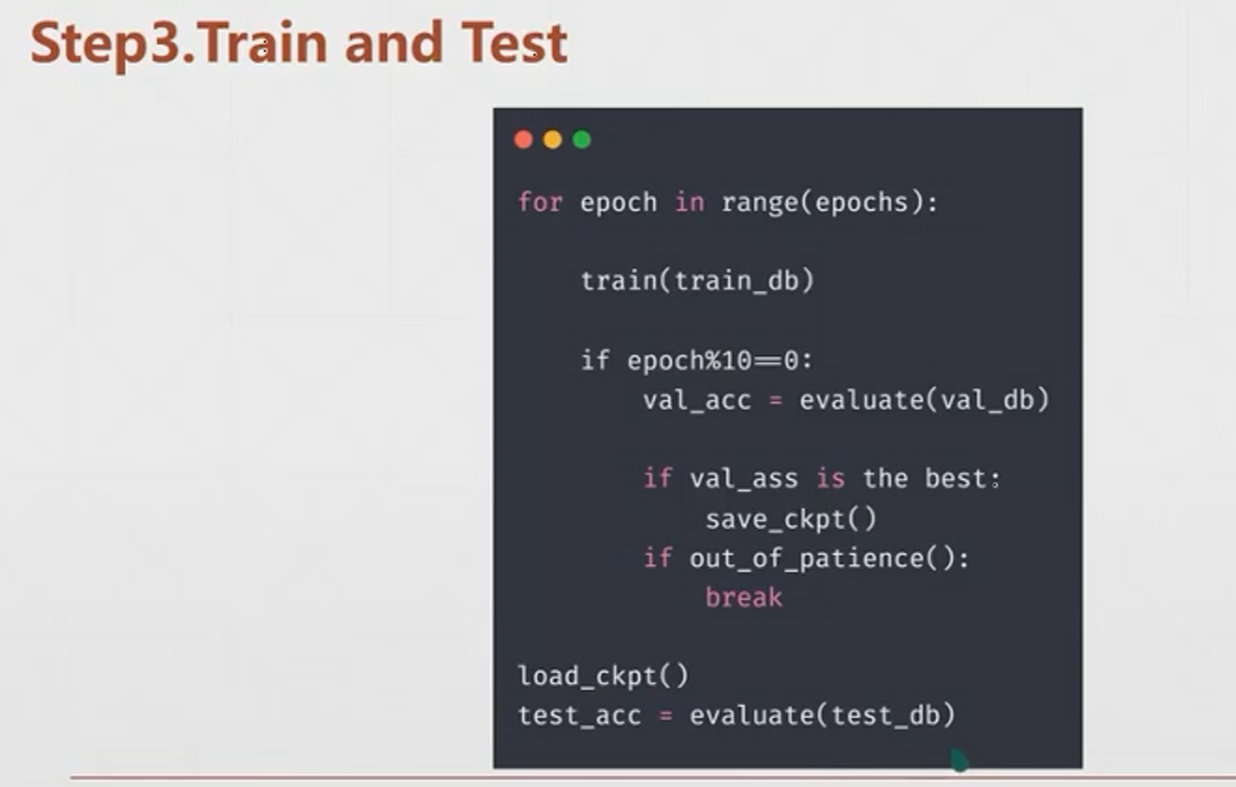 Step3.Train and Test
for epoch in range(epochs):
train(train_db)
if epoch%10==0:
val_acc = evaluate(val_db)
if val_ass is the best:
save_ckpt()
if out_of_patience():
break
load_ckpt()
test_acc = evaluate(test_db)